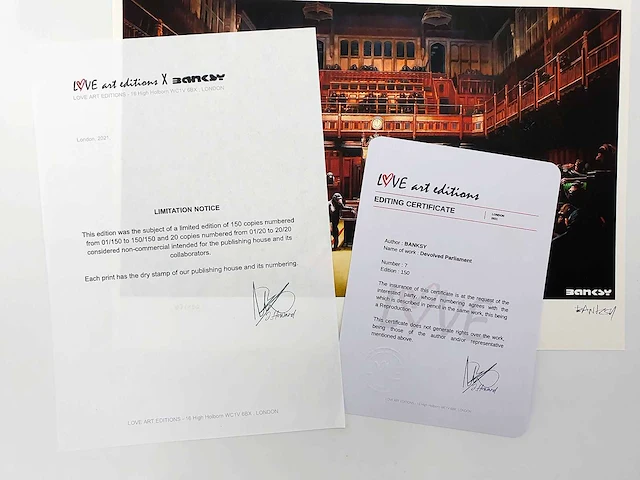 LOVE art editions X BANKSY
LOVE ART EDITIONS - 16 High Holborn WC1V 6BX , LONDON
London, 2021
LIMITATION NOTICE
This edition was the subject of a limited edition of 150 copies numbered
from 01/150 to 150/150 and 20 copies numbered from 01/20 to 20/20
considered non-commercial intended for the publishing house and its
collaborators.
Each print has the dry stamp of our publishing house and its numbering.
LOVE ART EDITIONS - 16 High Holborn WC1V 6BX , LONDON
LOVE art editions
EDITING CERTIFICATE
LONDON
2021
Author : BANKSY
Name of work : Devolved Parliament
Number : 7
Edition : 150
The insurance of this certificate is at the request of the
interested party, whose numbering agrees with the
which is described in pencil in the same work, this being
a Reproduction.
This certificate does not generate rights over the work,
being those of the author and/or representative
mentioned above.
LOVE
BANKSY
BANKSY